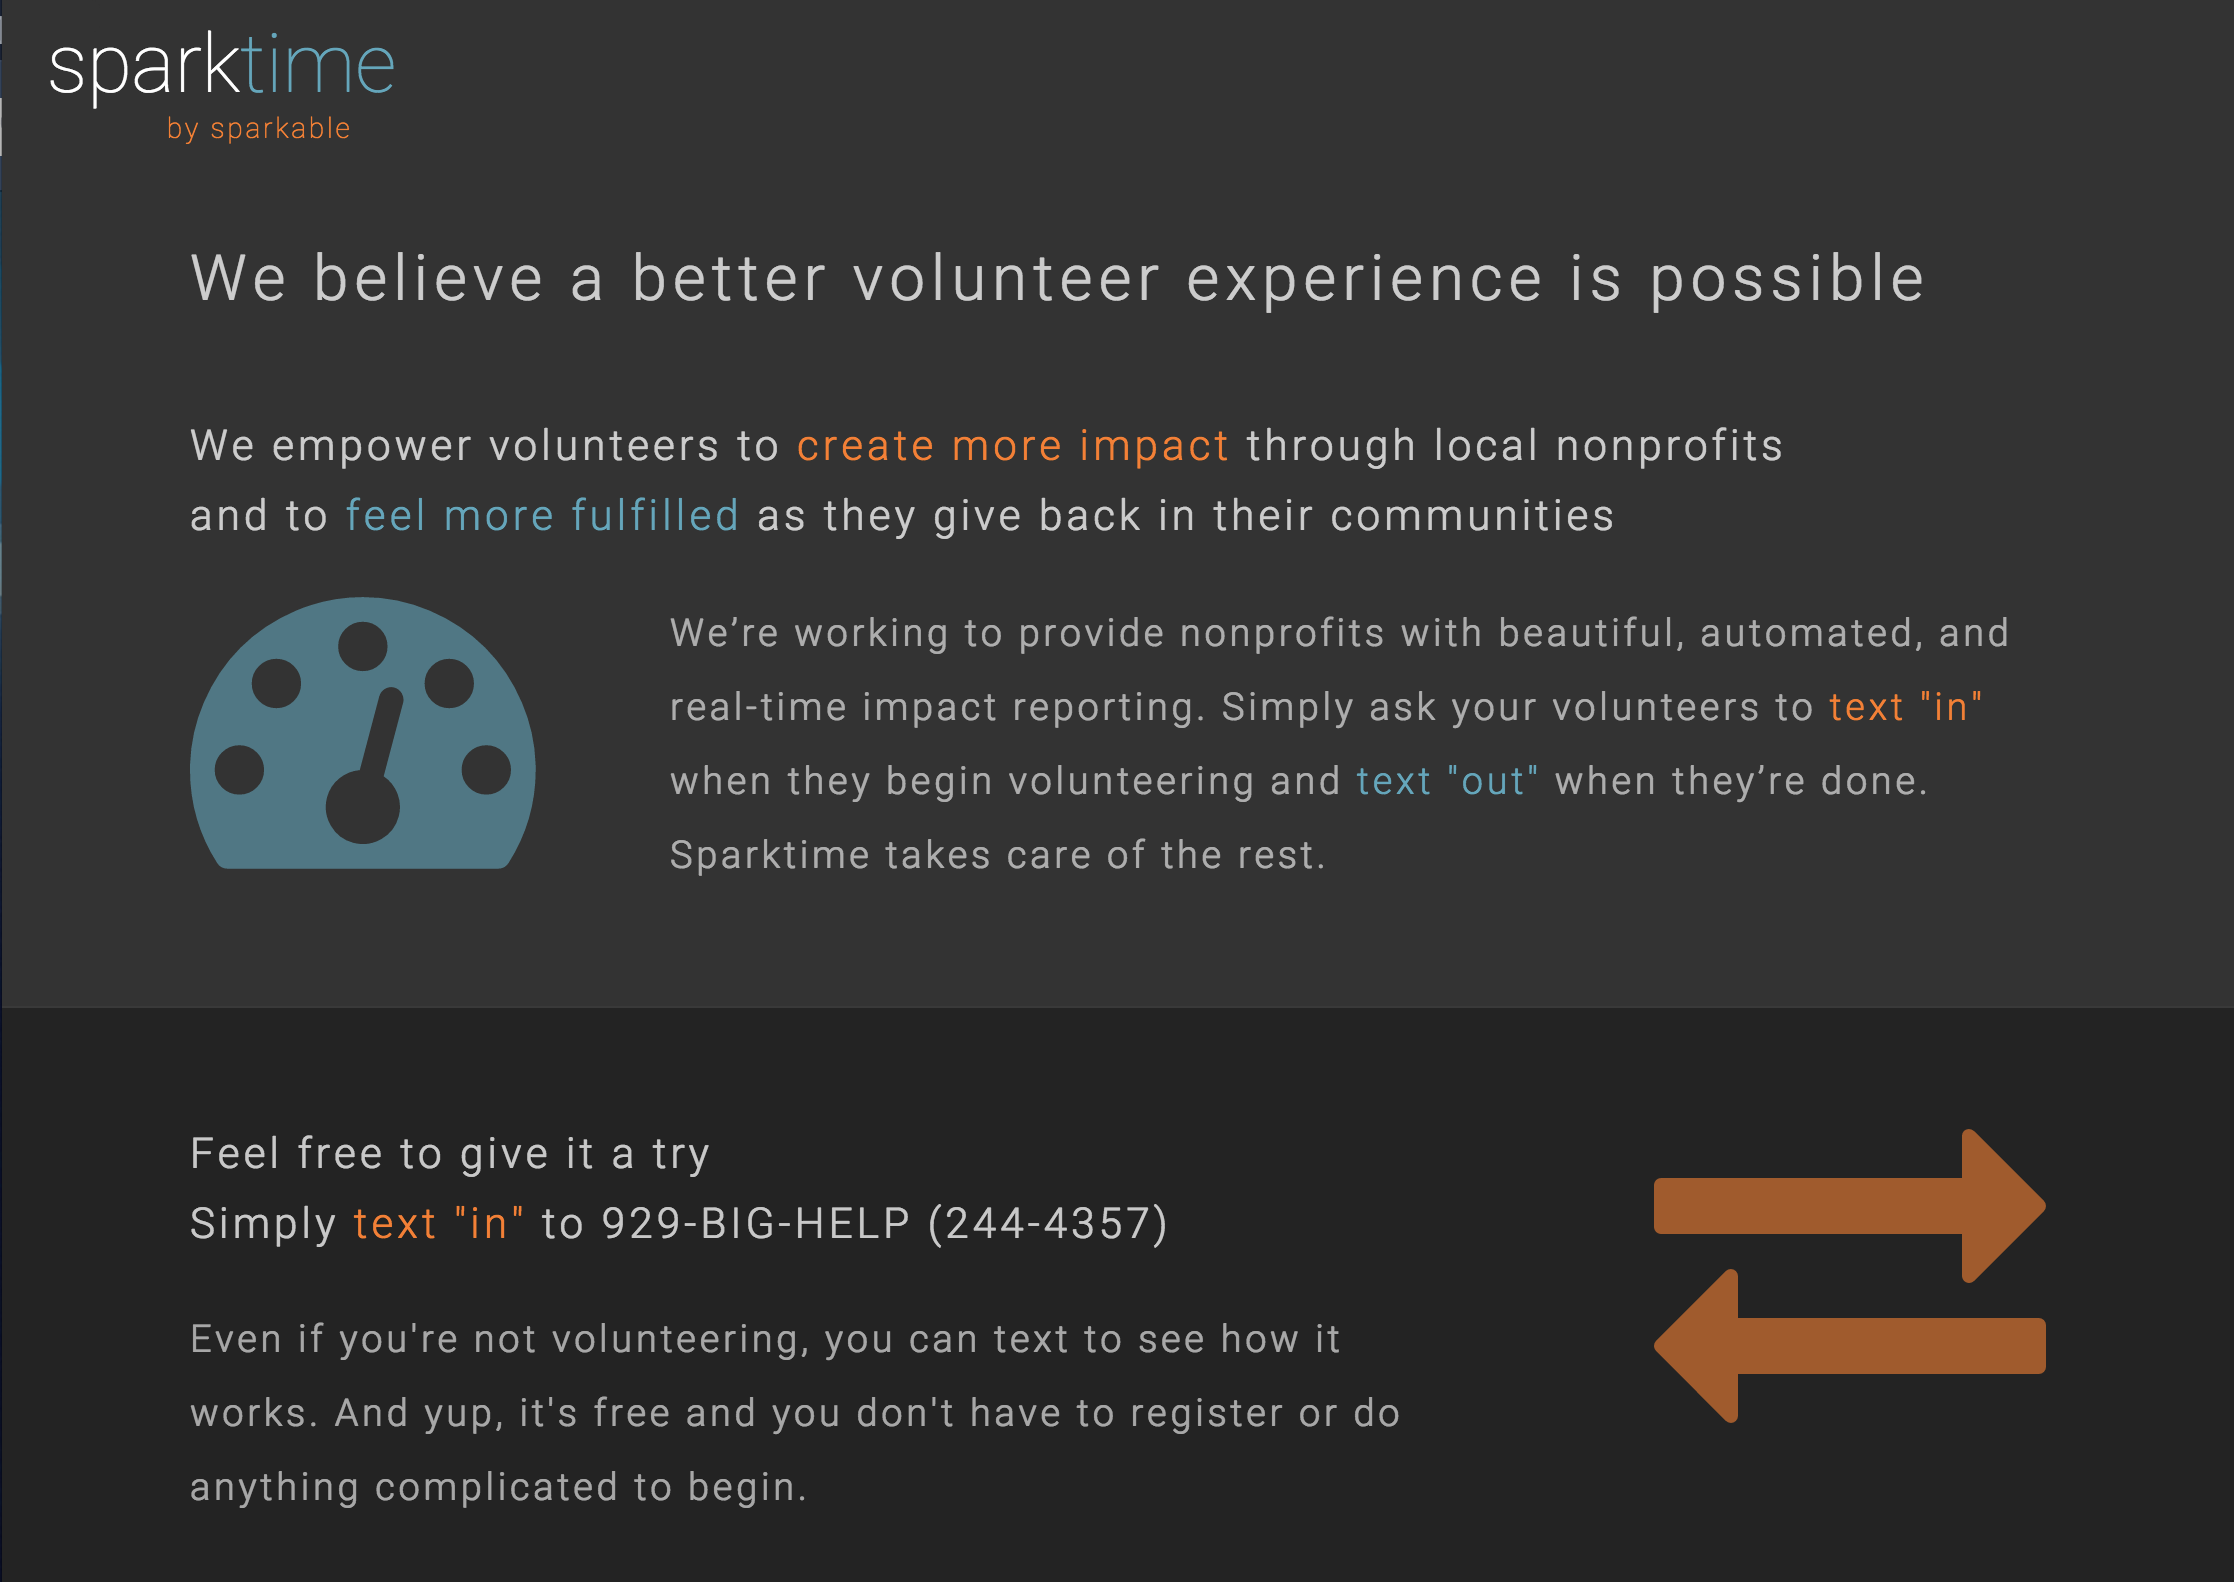 sparktime
by sparkable
We believe a better volunteer experience is possible
We empower volunteers to create more impact through local nonprofits
and to feel more fulfilled as they give back in their communities
We’re working to provide nonprofits with beautiful, automated, and
real-time impact reporting. Simply ask your volunteers to text "in"
when they begin volunteering and text "out" when they’re done.
Sparktime takes care of the rest.
Feel free to give it a try
Simply text "in" to 929-BIG-HELP (244-4357)
Even if you're not volunteering, you can text to see how it
works. And yup, it's free and you don't have to register or do
anything complicated to begin.